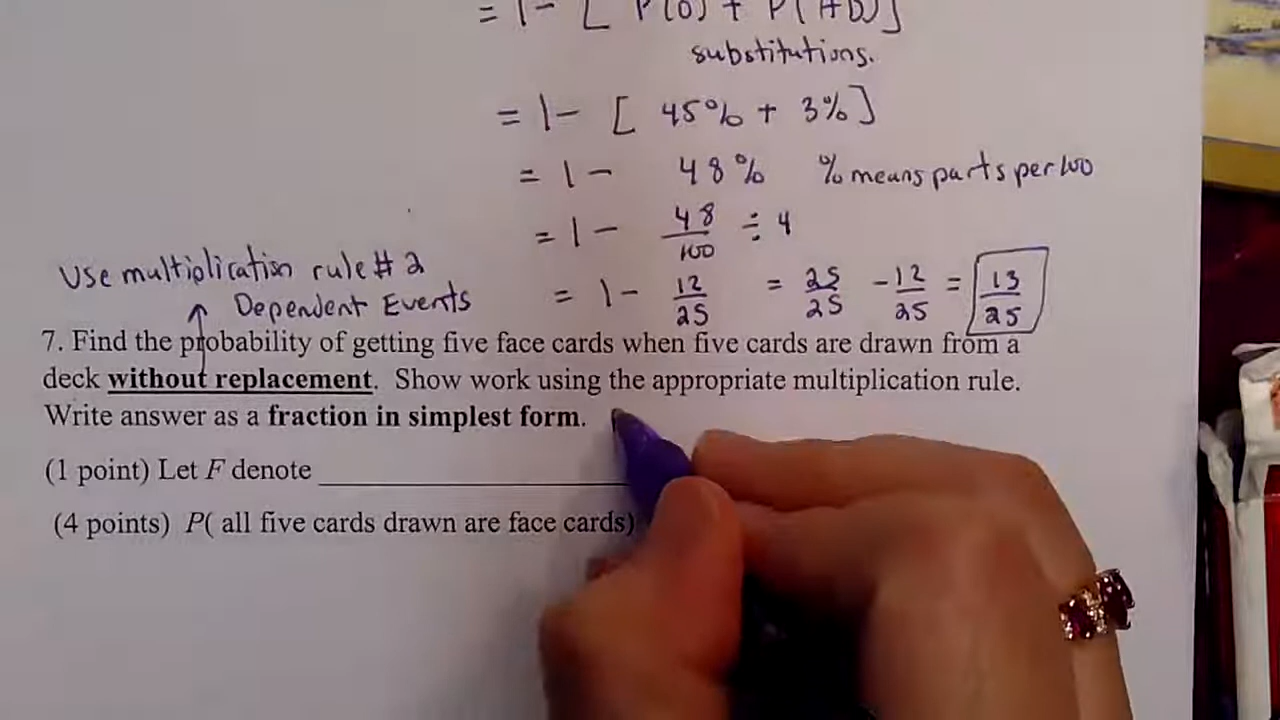 = 1 - [ P(O) + P(AB)]
substitutions.
= 1 - [ 45% + 3%]
= 1 - 48% % means parts per 100
= 1 - 48/100 ÷ 4
Use multiplication rule # 2
Dependent Events
= 1 - 12/25 = 25/25 - 12/25 = 13/25
7. Find the probability of getting five face cards when five cards are drawn from a
deck without replacement. Show work using the appropriate multiplication rule.
Write answer as a fraction in simplest form.
(1 point) Let F denote ____________________
(4 points) P( all five cards drawn are face cards)